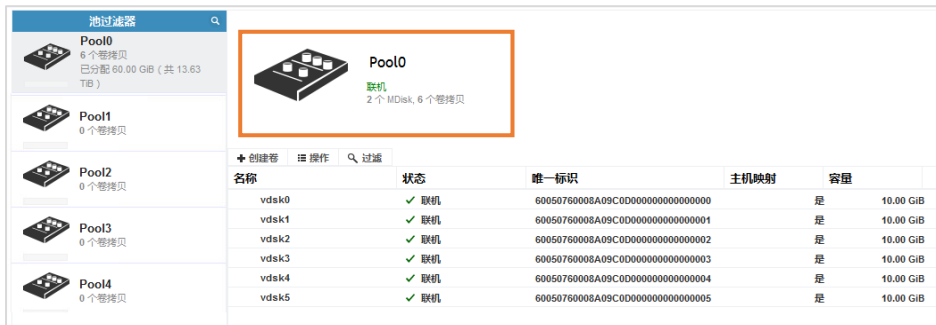 池过滤器
Pool0
6 个卷拷贝
已分配 60.00 GiB（共 13.63
TiB）
Pool1
0 个卷拷贝
Pool2
0 个卷拷贝
Pool3
0 个卷拷贝
Pool4
0 个卷拷贝
Pool0
联机
2 个 MDisk, 6 个卷拷贝
创建卷 操作 过滤
名称 状态 唯一标识 主机映射 容量
vdsk0 联机 60050760008A09C0D000000000000000 是 10.00 GiB
vdsk1 联机 60050760008A09C0D000000000000001 是 10.00 GiB
vdsk2 联机 60050760008A09C0D000000000000002 是 10.00 GiB
vdsk3 联机 60050760008A09C0D000000000000003 是 10.00 GiB
vdsk4 联机 60050760008A09C0D000000000000004 是 10.00 GiB
vdsk5 联机 60050760008A09C0D000000000000005 是 10.00 GiB